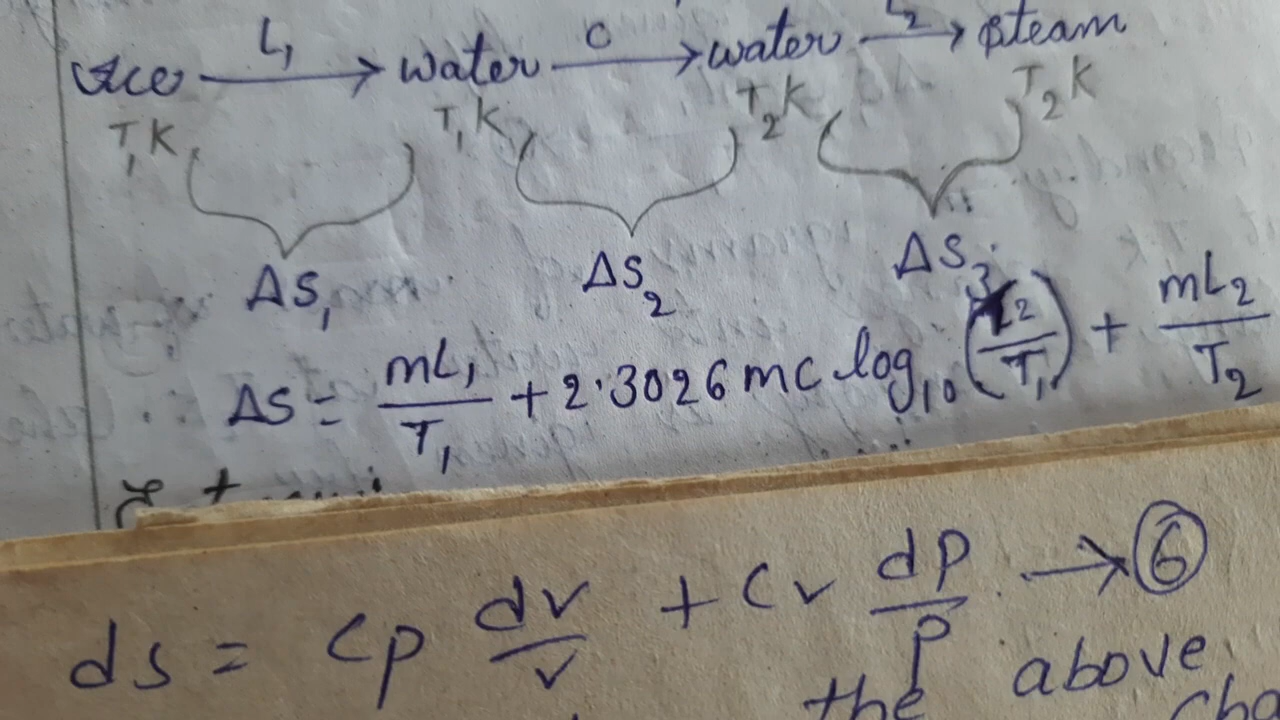 Ice —L₁→ water —C→ water —L₂→ steam
T₁K T₁K T₂K T₂K
ΔS₁ ΔS₂ ΔS₃
ΔS = mL₁/T₁ + 2.3026 mc log₁₀ (T₂/T₁) + mL₂/T₂
ds = Cp dv/v + Cv dP/P → ⑥
the above